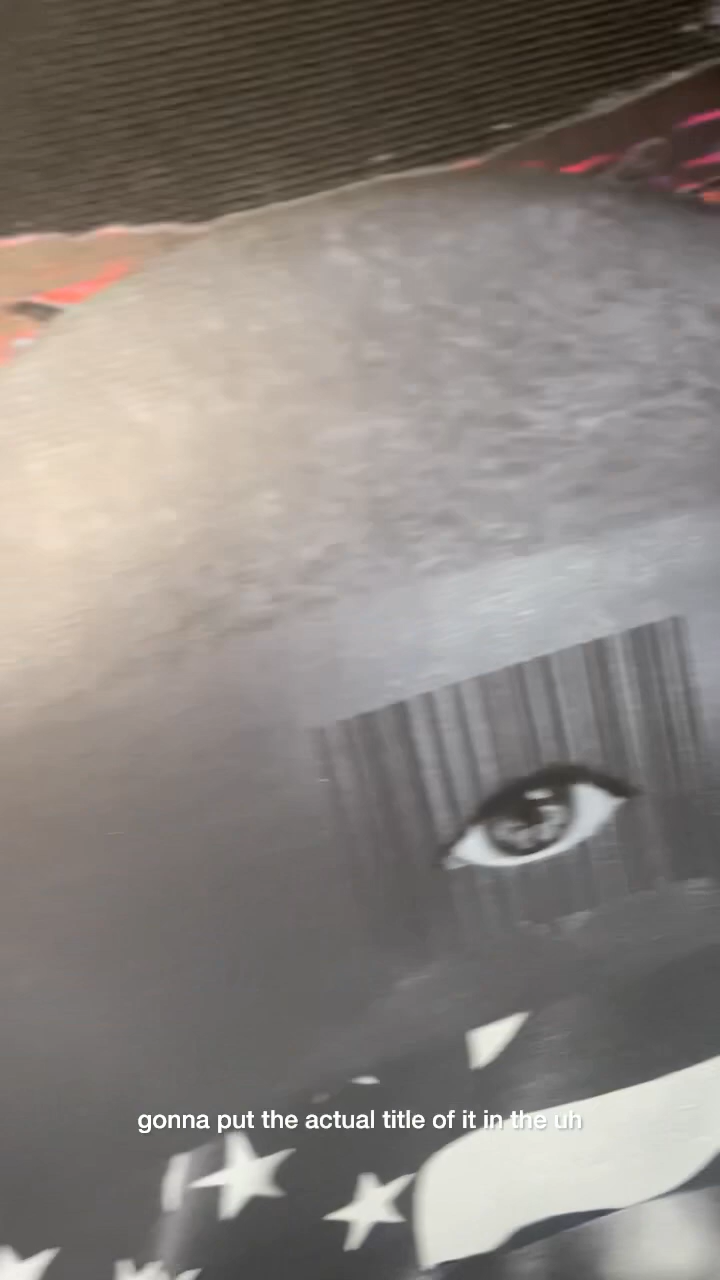 gonna put the actual title of it in the uh